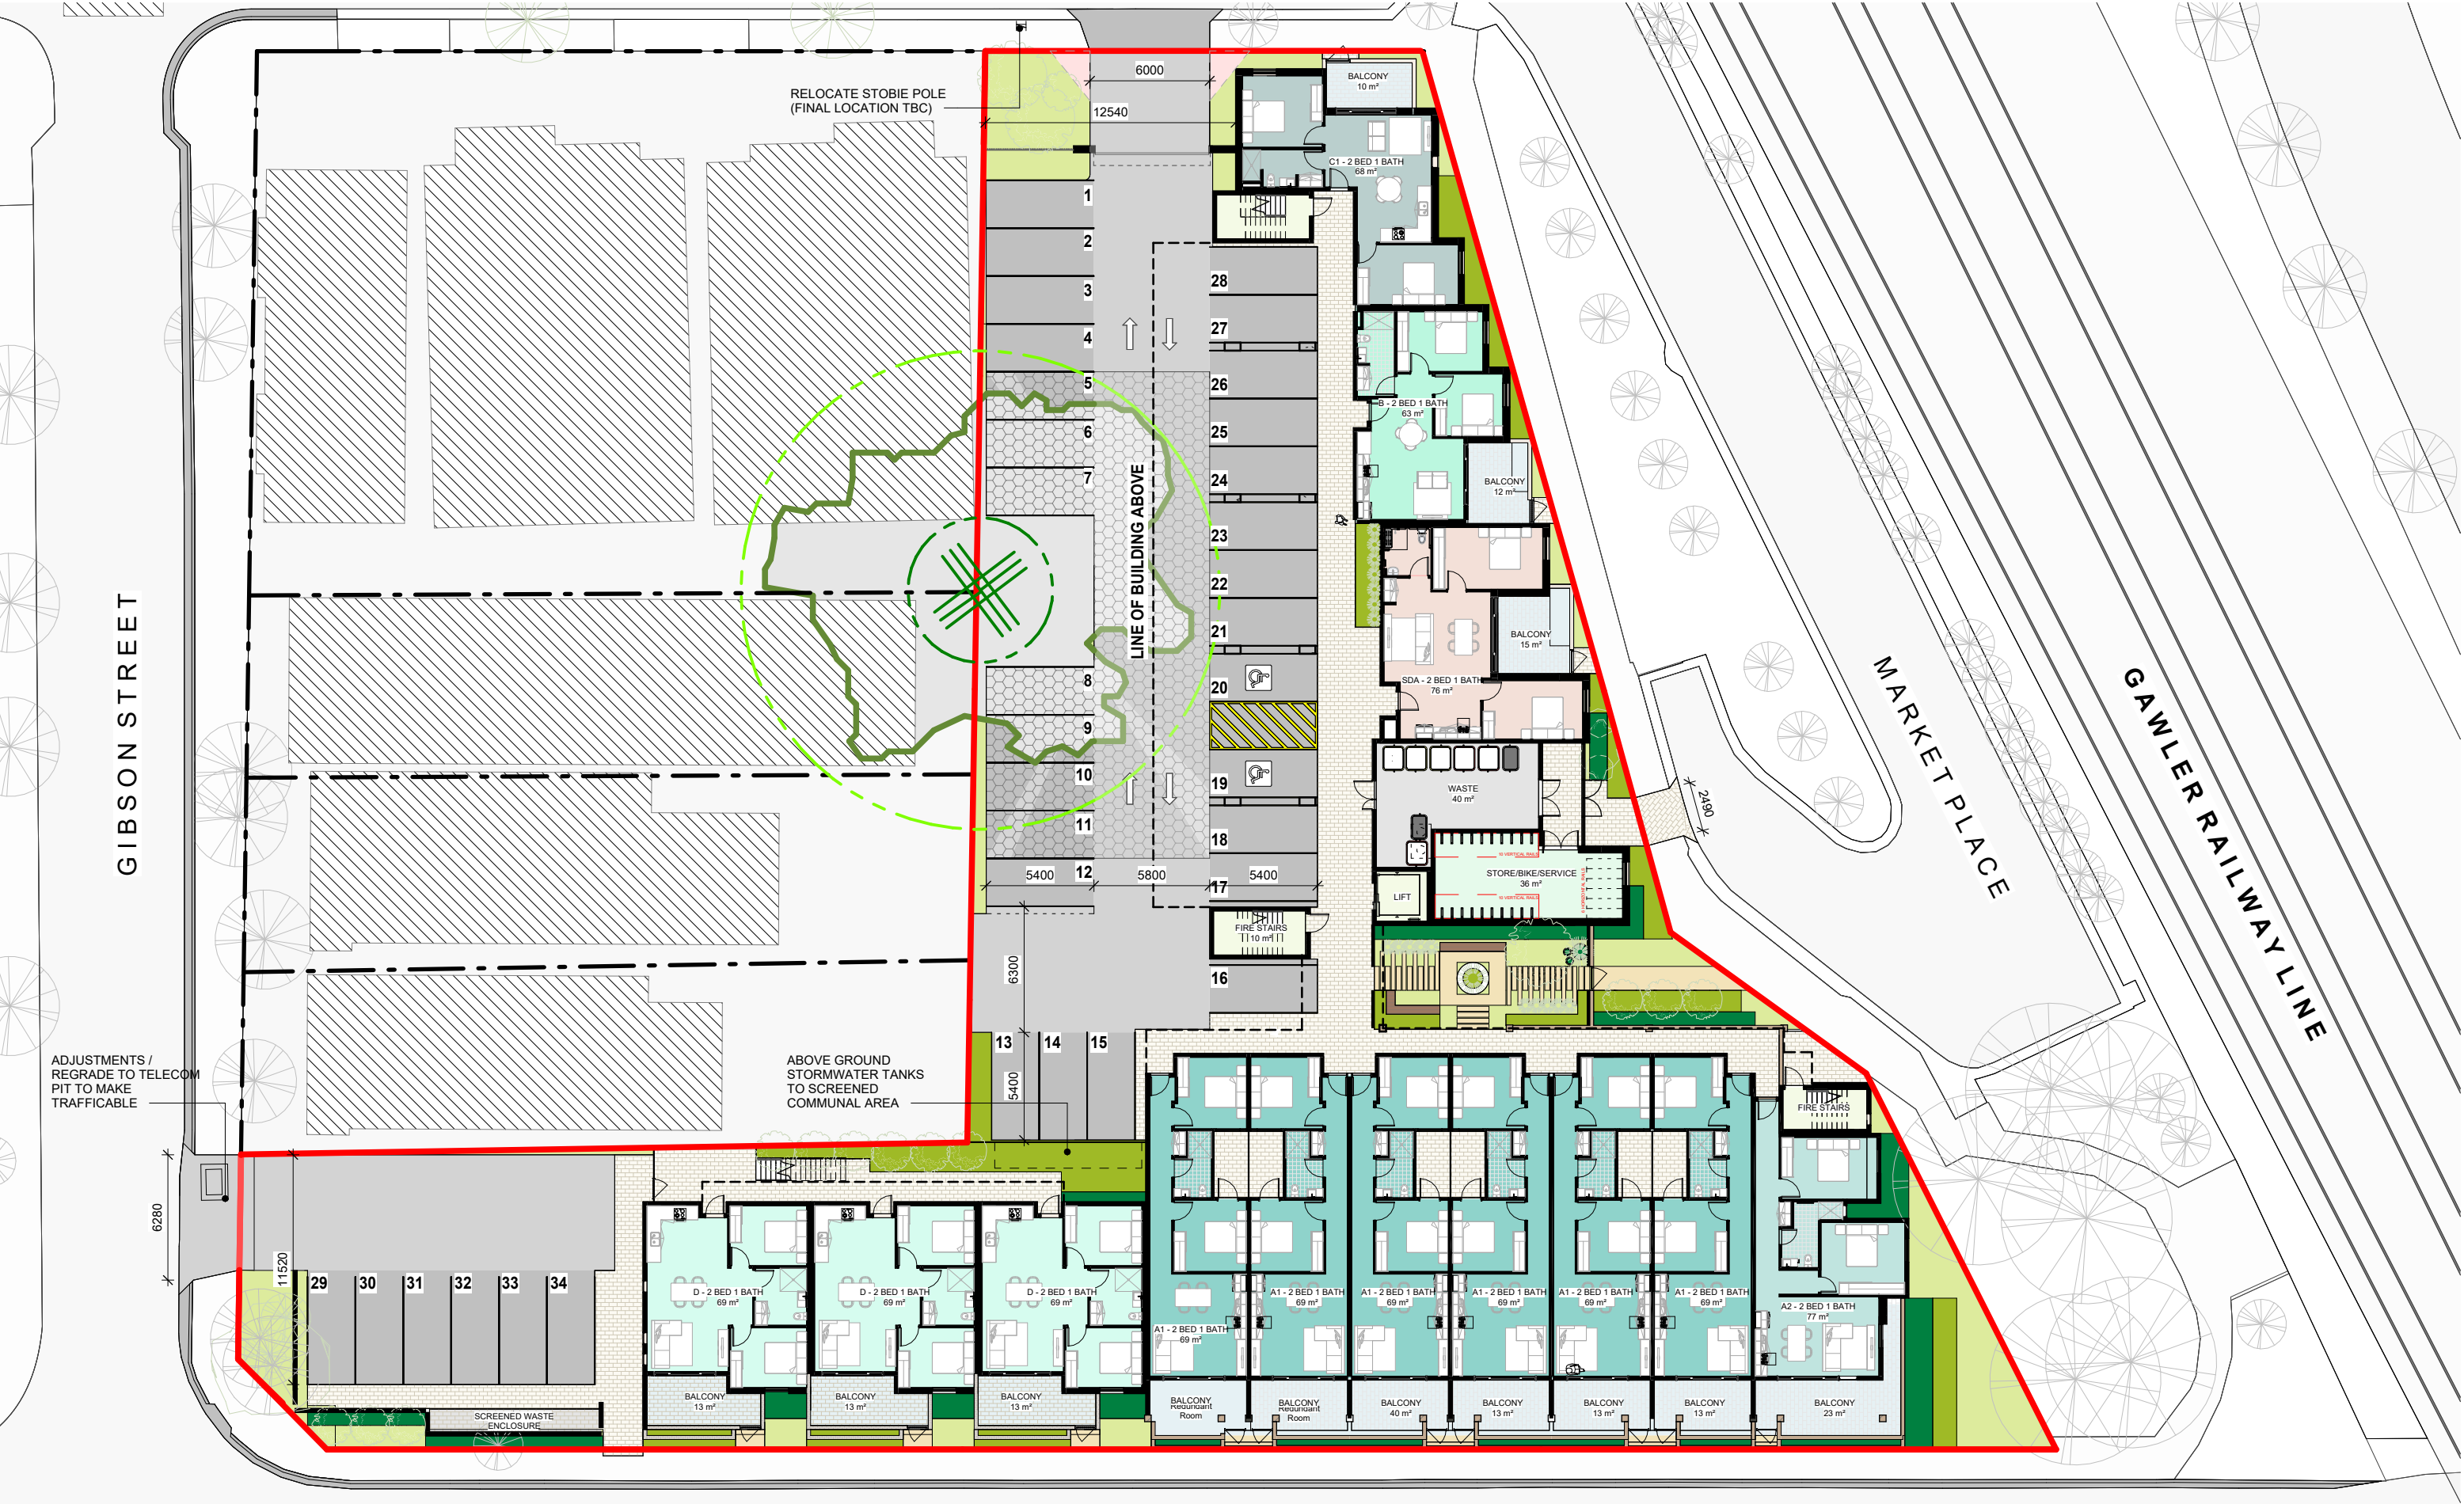 6000
12540
RELOCATE STOBIE POLE
(FINAL LOCATION TBC)
BALCONY
10 m²
C1 - 2 BED 1 BATH
68 m²
1
2
3
4
5
6
7
8
9
10
11
12
28
27
26
25
24
23
22
21
20
19
18
17
16
LINE OF BUILDING ABOVE
B - 2 BED 1 BATH
63 m²
BALCONY
12 m²
BALCONY
15 m²
SDA - 2 BED 1 BATH
76 m²
WASTE
40 m²
STORE/BIKE/SERVICE
36 m²
LIFT
FIRE STAIRS
10 m²
5400
5800
5400
6300
5400
2490
GIBSON STREET
MARKET PLACE
GAWLER RAILWAY LINE
ADJUSTMENTS /
REGRADE TO TELECOM
PIT TO MAKE
TRAFFICABLE
ABOVE GROUND
STORMWATER TANKS
TO SCREENED
COMMUNAL AREA
13
14
15
FIRE STAIRS
6280
11520
29
30
31
32
33
34
D - 2 BED 1 BATH
69 m²
D - 2 BED 1 BATH
69 m²
D - 2 BED 1 BATH
69 m²
A1 - 2 BED 1 BATH
69 m²
A1 - 2 BED 1 BATH
69 m²
A1 - 2 BED 1 BATH
69 m²
A1 - 2 BED 1 BATH
69 m²
A1 - 2 BED 1 BATH
69 m²
A1 - 2 BED 1 BATH
69 m²
A2 - 2 BED 1 BATH
77 m²
BALCONY
13 m²
BALCONY
13 m²
BALCONY
13 m²
BALCONY
Redundant
Room
BALCONY
Redundant
Room
BALCONY
40 m²
BALCONY
13 m²
BALCONY
13 m²
BALCONY
13 m²
BALCONY
23 m²
SCREENED WASTE
ENCLOSURE